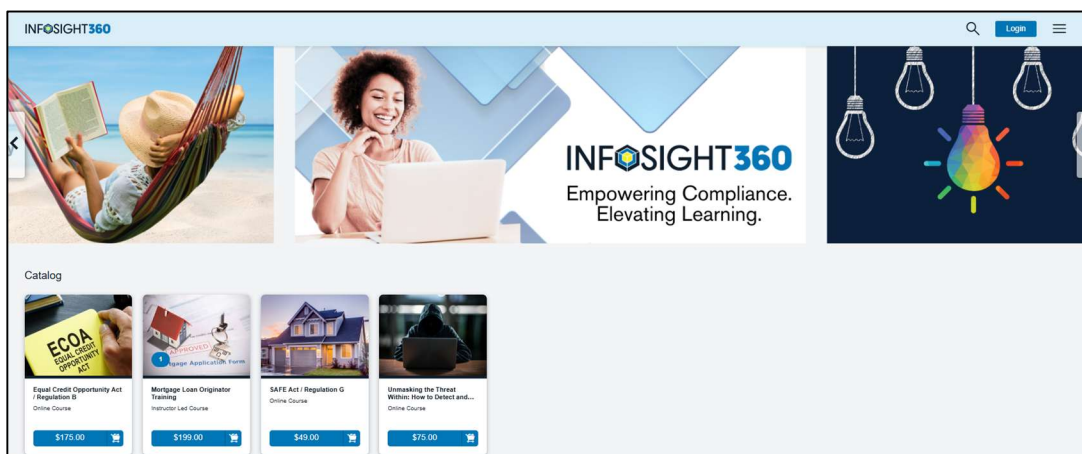 INFOSIGHT360
Login
INFOSIGHT360
Empowering Compliance.
Elevating Learning.
Catalog
ECOA
EQUAL CREDIT
OPPORTUNITY
ACT
APPROVED
1
gage Application Form
Equal Credit Opportunity Act
/ Regulation B
Online Course
$175.00
Mortgage Loan Originator
Training
Instructor Led Course
$199.00
SAFE Act / Regulation G
Online Course
$49.00
Unmasking the Threat
Within: How to Detect and...
Online Course
$75.00